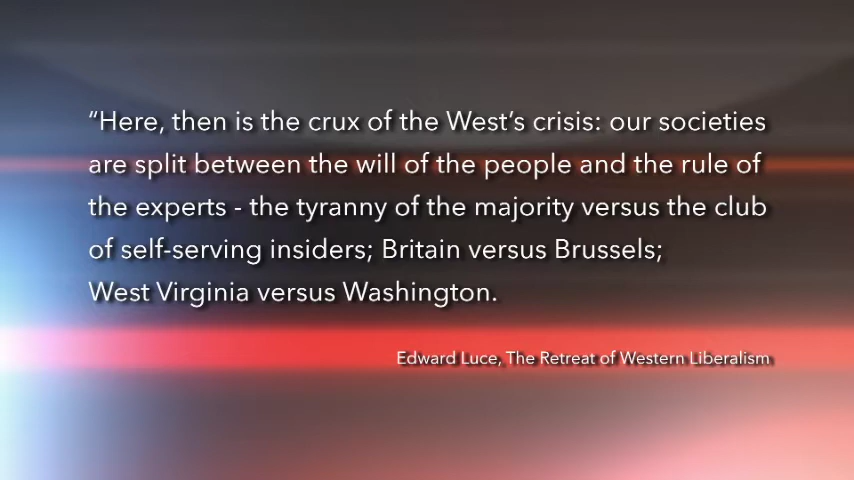 “Here, then is the crux of the West’s crisis: our societies
are split between the will of the people and the rule of
the experts - the tyranny of the majority versus the club
of self-serving insiders; Britain versus Brussels;
West Virginia versus Washington.
Edward Luce, The Retreat of Western Liberalism